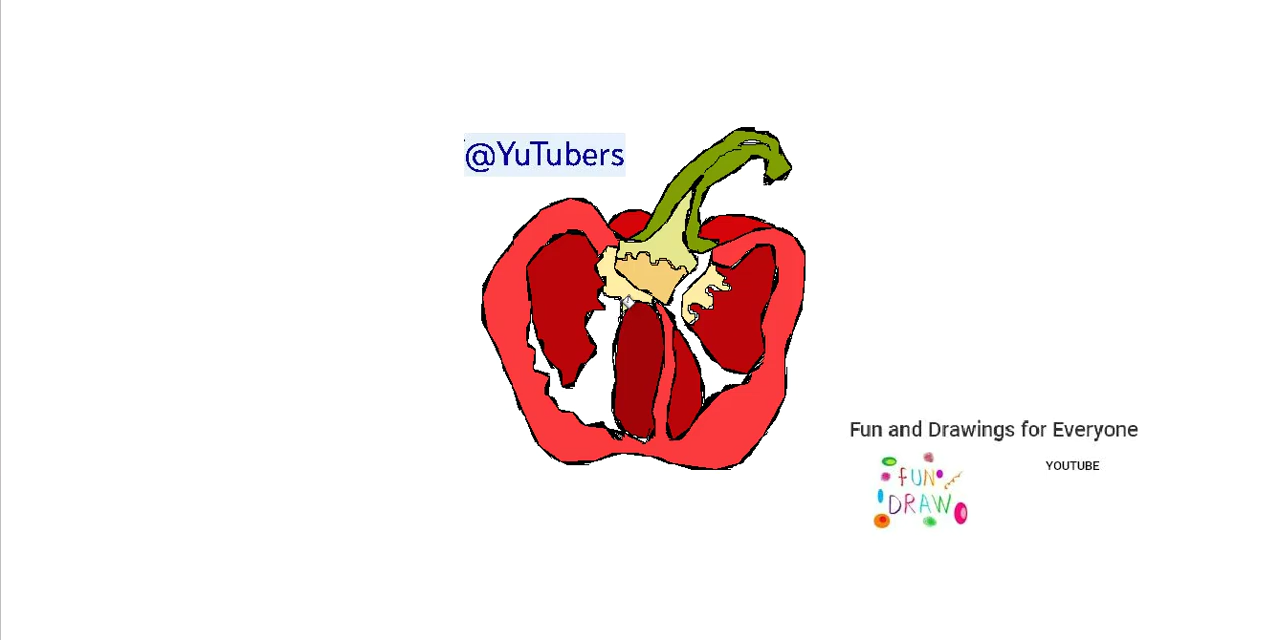 @YuTubers
Fun and Drawings for Everyone
YOUTUBE
FUN
DRAW